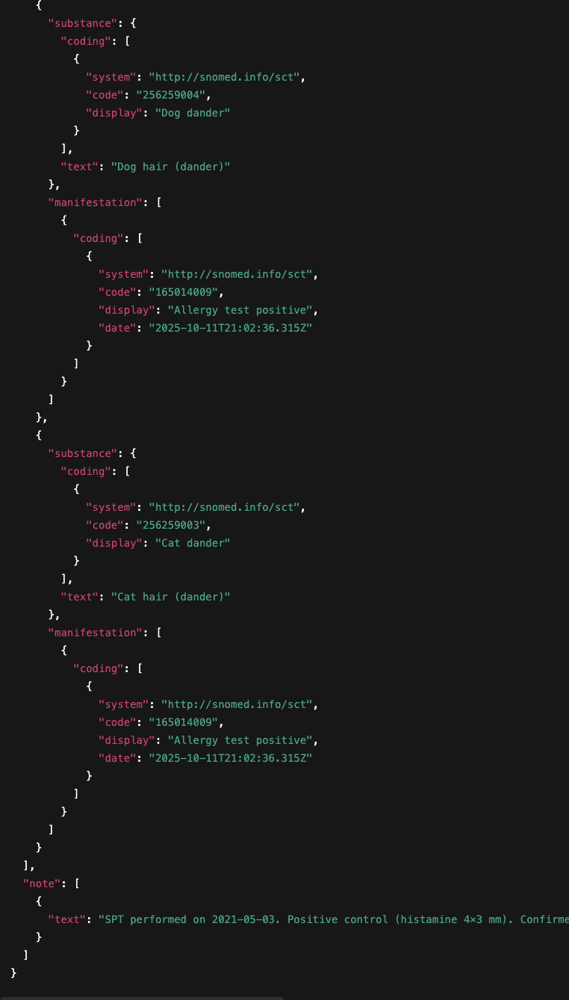 {
"substance": {
"coding": [
{
"system": "http://snomed.info/sct",
"code": "256259004",
"display": "Dog dander"
}
],
"text": "Dog hair (dander)"
},
"manifestation": [
{
"coding": [
{
"system": "http://snomed.info/sct",
"code": "165014009",
"display": "Allergy test positive",
"date": "2025-10-11T21:02:36.315Z"
}
]
}
]
},
{
"substance": {
"coding": [
{
"system": "http://snomed.info/sct",
"code": "256259003",
"display": "Cat dander"
}
],
"text": "Cat hair (dander)"
},
"manifestation": [
{
"coding": [
{
"system": "http://snomed.info/sct",
"code": "165014009",
"display": "Allergy test positive",
"date": "2025-10-11T21:02:36.315Z"
}
]
}
]
}
],
"note": [
{
"text": "SPT performed on 2021-05-03. Positive control (histamine 4×3 mm). Confirme
}
]
}